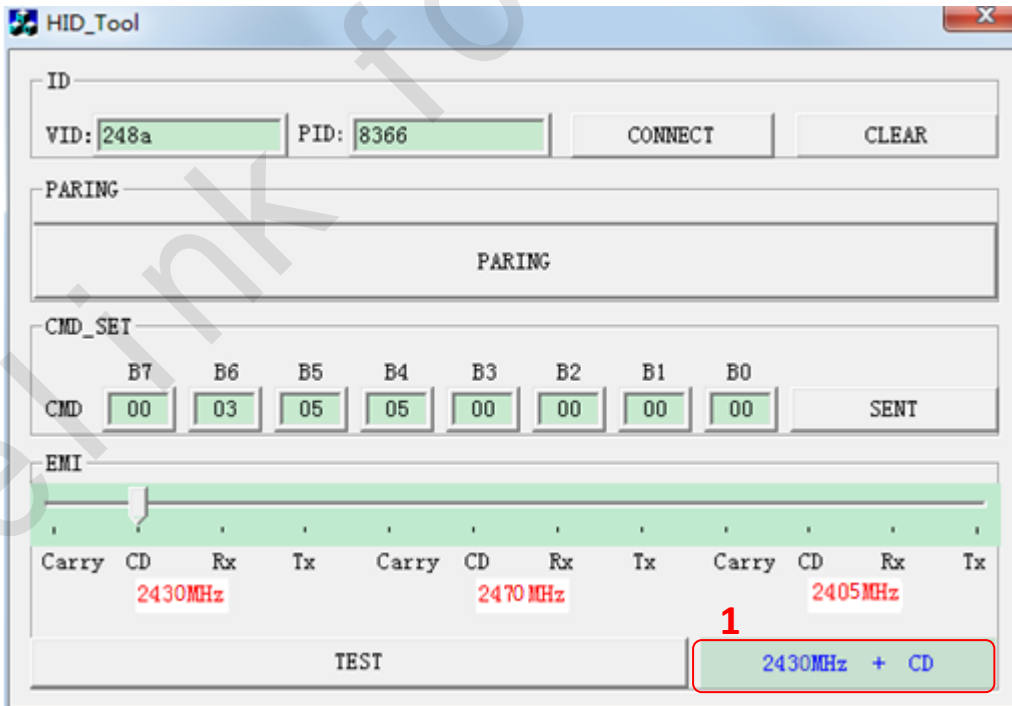 HID_Tool
ID
VID: 248a PID: 8366 CONNECT CLEAR
PARING
PARING
CMD_SET
B7 B6 B5 B4 B3 B2 B1 B0
CMD 00 03 05 05 00 00 00 00 SENT
EMI
Carry CD Rx Tx Carry CD Rx Tx Carry CD Rx Tx
2430MHz 2470MHz 2405MHz
1
TEST 2430MHz + CD
elink fo